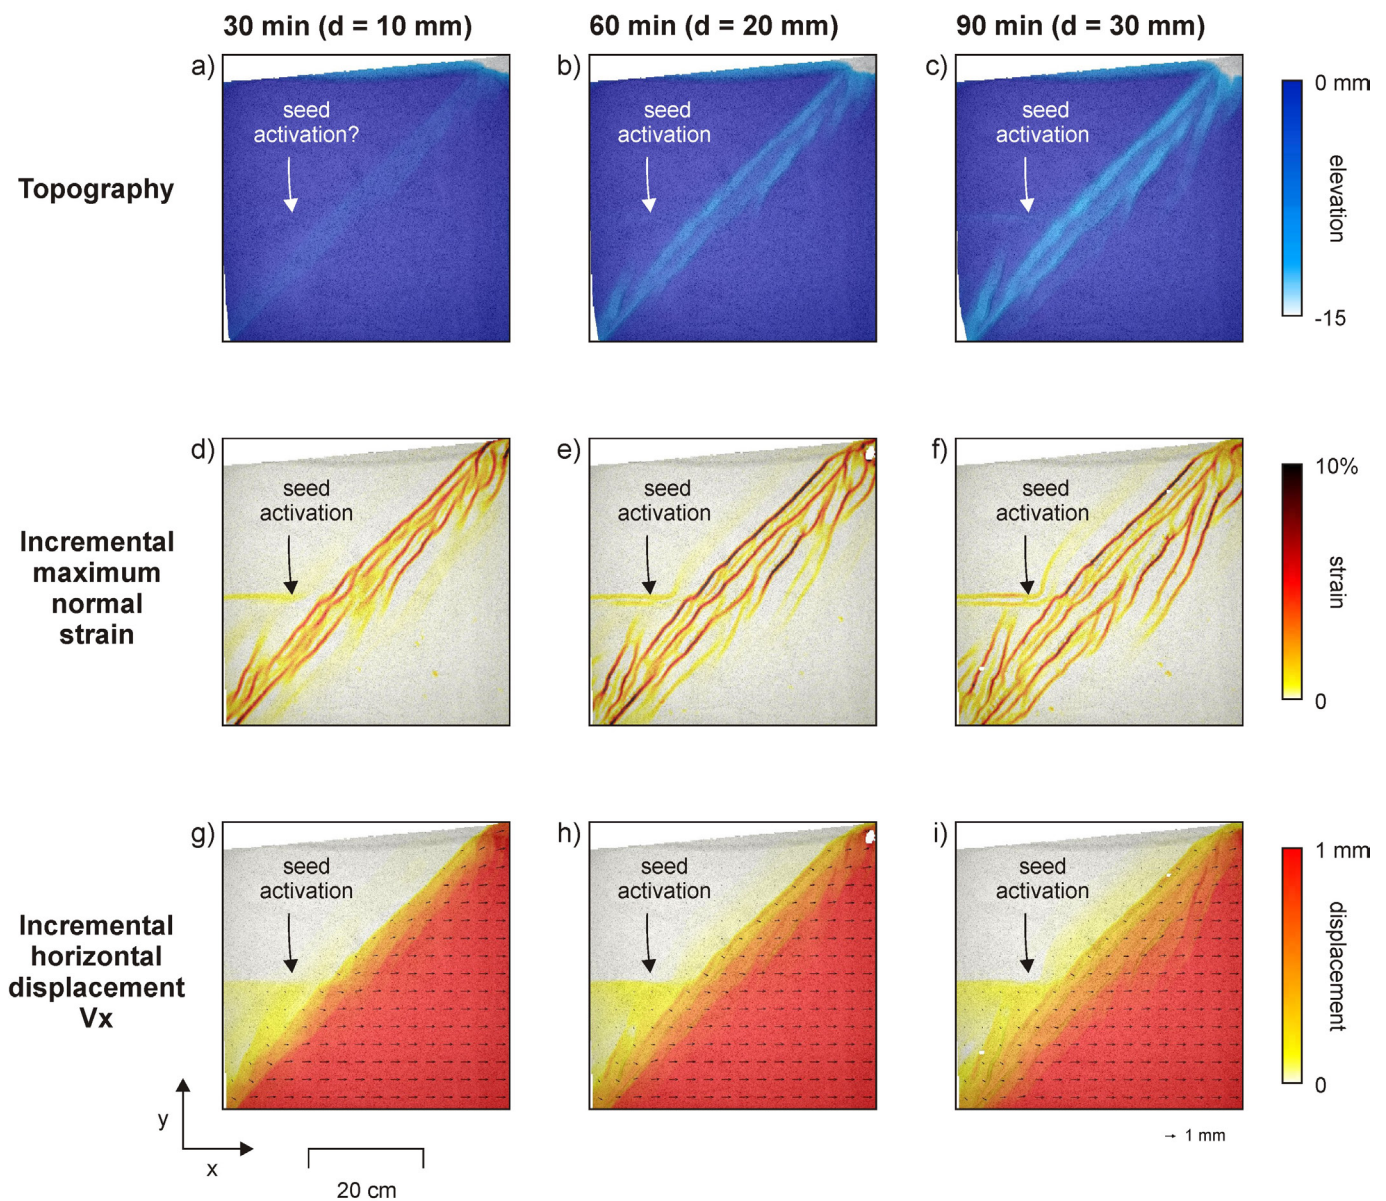 30 min (d = 10 mm)
60 min (d = 20 mm)
90 min (d = 30 mm)
Topography
a)
seed
activation?
b)
seed
activation
c)
seed
activation
0 mm
elevation
-15
Incremental
maximum
normal
strain
d)
seed
activation
e)
seed
activation
f)
seed
activation
10%
strain
0
Incremental
horizontal
displacement
Vx
g)
seed
activation
h)
seed
activation
i)
seed
activation
1 mm
displacement
0
y
x
20 cm
1 mm